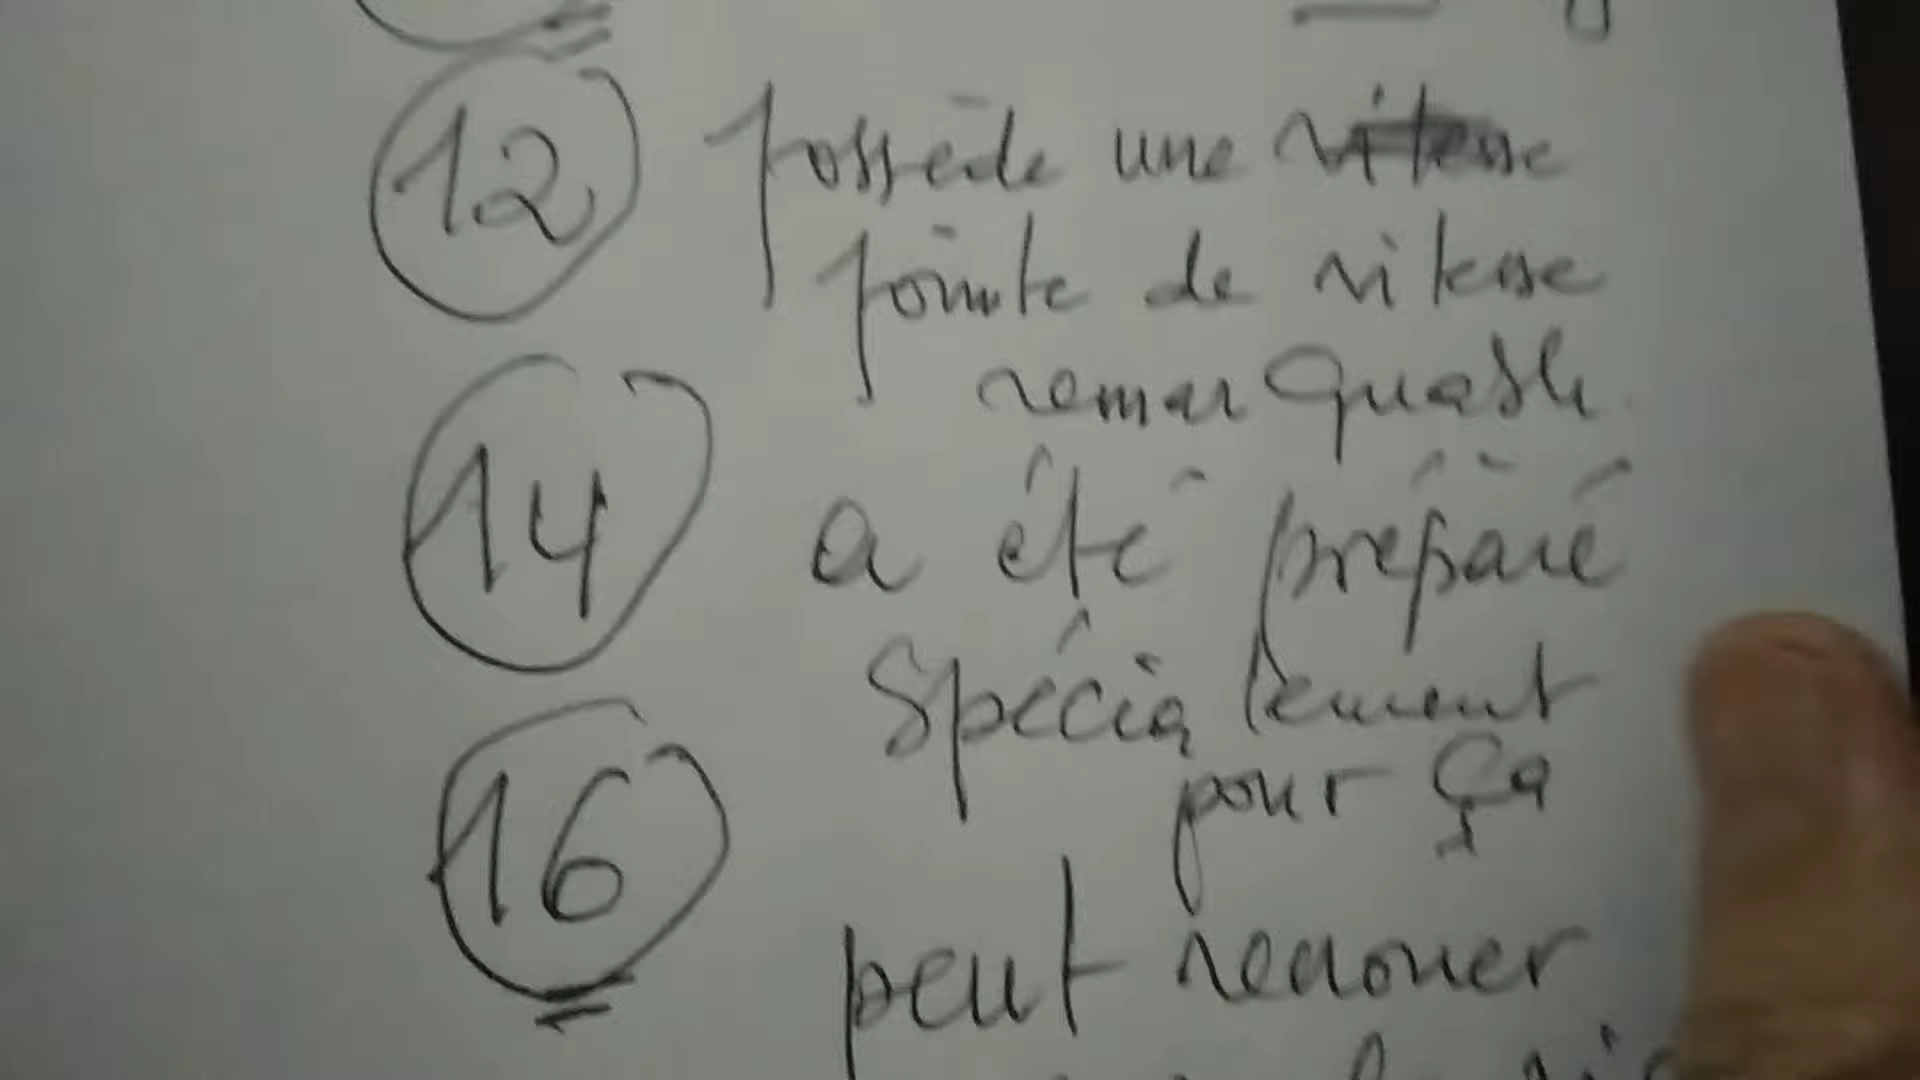 12 possède une vitesse
pointe de vitesse
remarquable.
14 a été préparé
Spécialement
pour ça
16 peut renouer